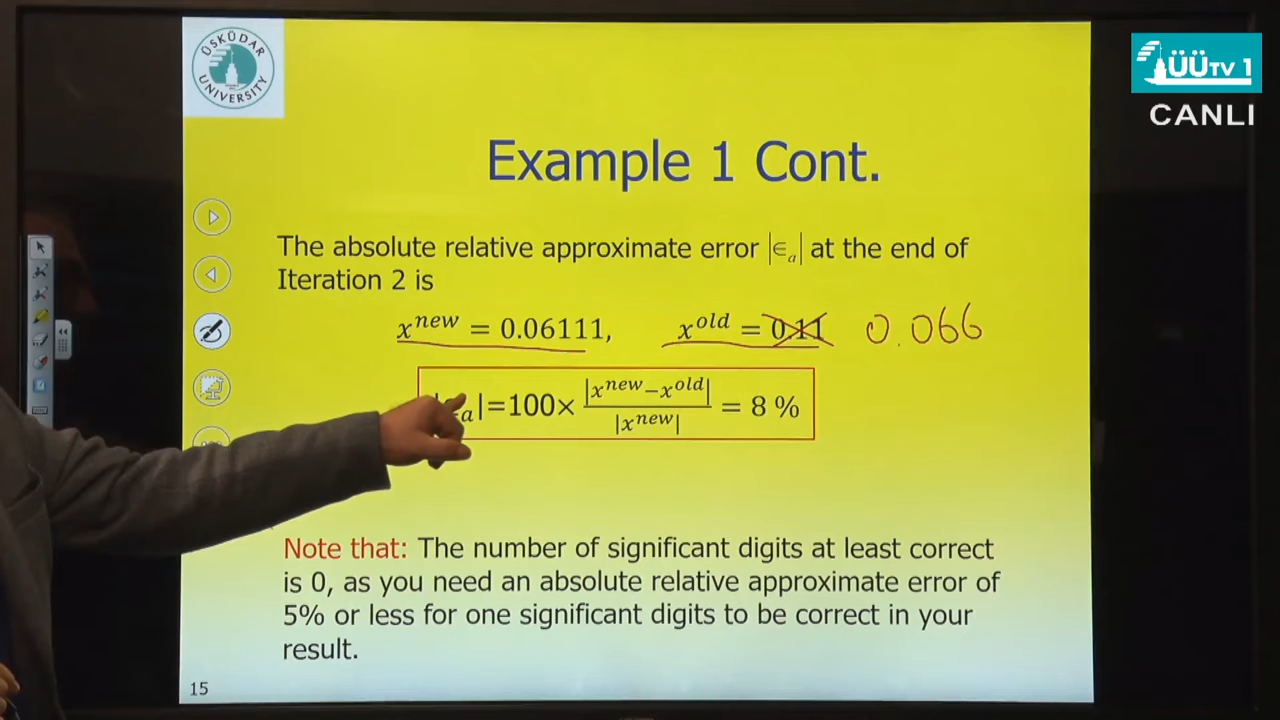 ÜSKÜDAR
UNIVERSITY
ÜÜTV 1
CANLI
Example 1 Cont.
The absolute relative approximate error |∈a| at the end of
Iteration 2 is
x^new = 0.06111, x^old = 0.11 0.066
a|=100× |x^new−x^old| / |x^new| = 8 %
Note that: The number of significant digits at least correct
is 0, as you need an absolute relative approximate error of
5% or less for one significant digits to be correct in your
result.
15